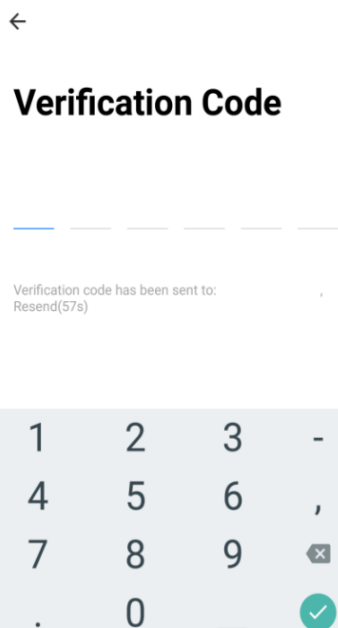 Verification Code
Verification code has been sent to: ,
Resend(57s)
1 2 3 -
4 5 6 ,
7 8 9
. 0